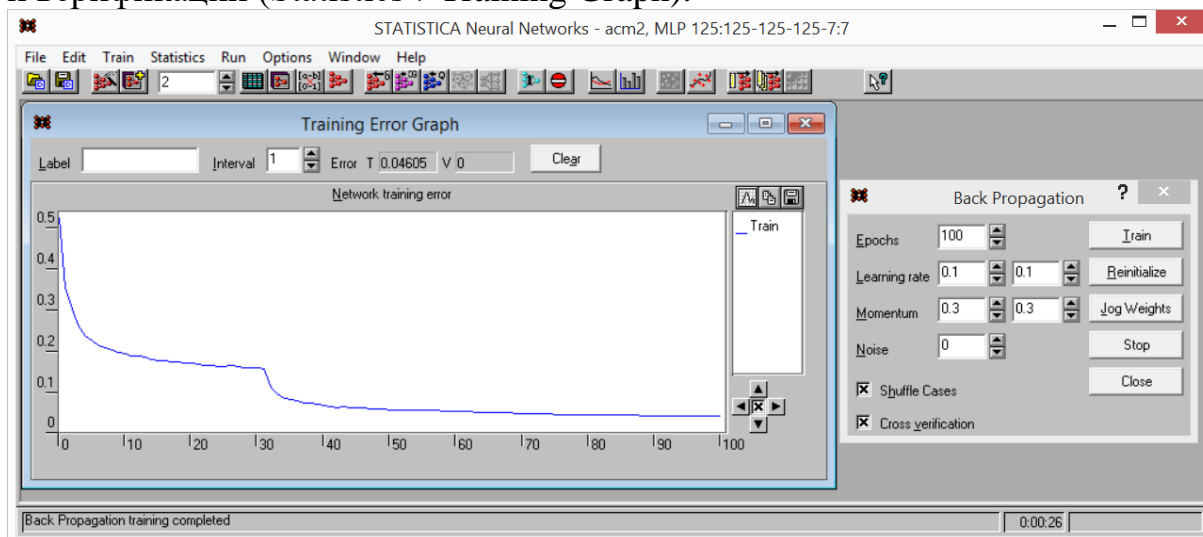 и верификации (Statistics / Training Graph).
STATISTICA Neural Networks - acm2, MLP 125:125-125-125-7:7
File Edit Train Statistics Run Options Window Help
2
Training Error Graph
Label Interval 1 Error T 0.04605 V 0 Clear
Network training error
Train
0.5
0.4
0.3
0.2
0.1
0
0 10 20 30 40 50 60 70 80 90 100
Back Propagation ?
Epochs 100 Train
Learning rate 0.1 0.1 Reinitialize
Momentum 0.3 0.3 Jog Weights
Noise 0 Stop
Shuffle Cases Close
Cross verification
Back Propagation training completed 0:00:26